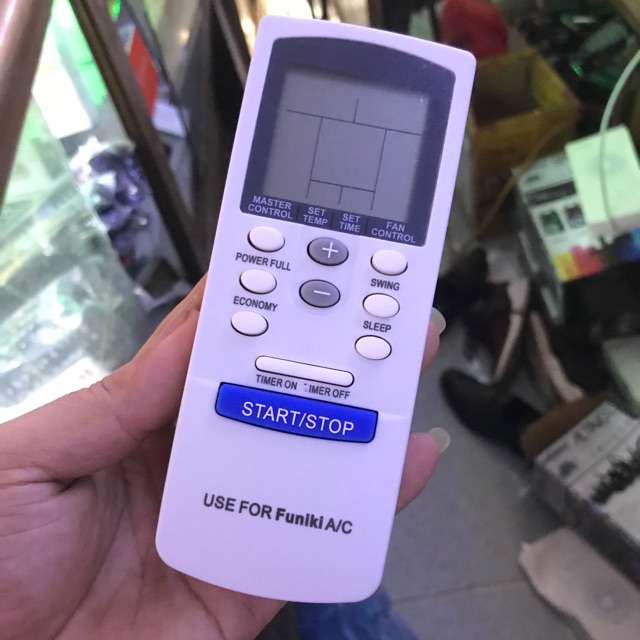 MASTER CONTROL
SET TEMP
SET TIME
FAN CONTROL
+
POWER FULL
SWING
−
ECONOMY
SLEEP
TIMER ON TIMER OFF
START/STOP
USE FOR Funiki A/C